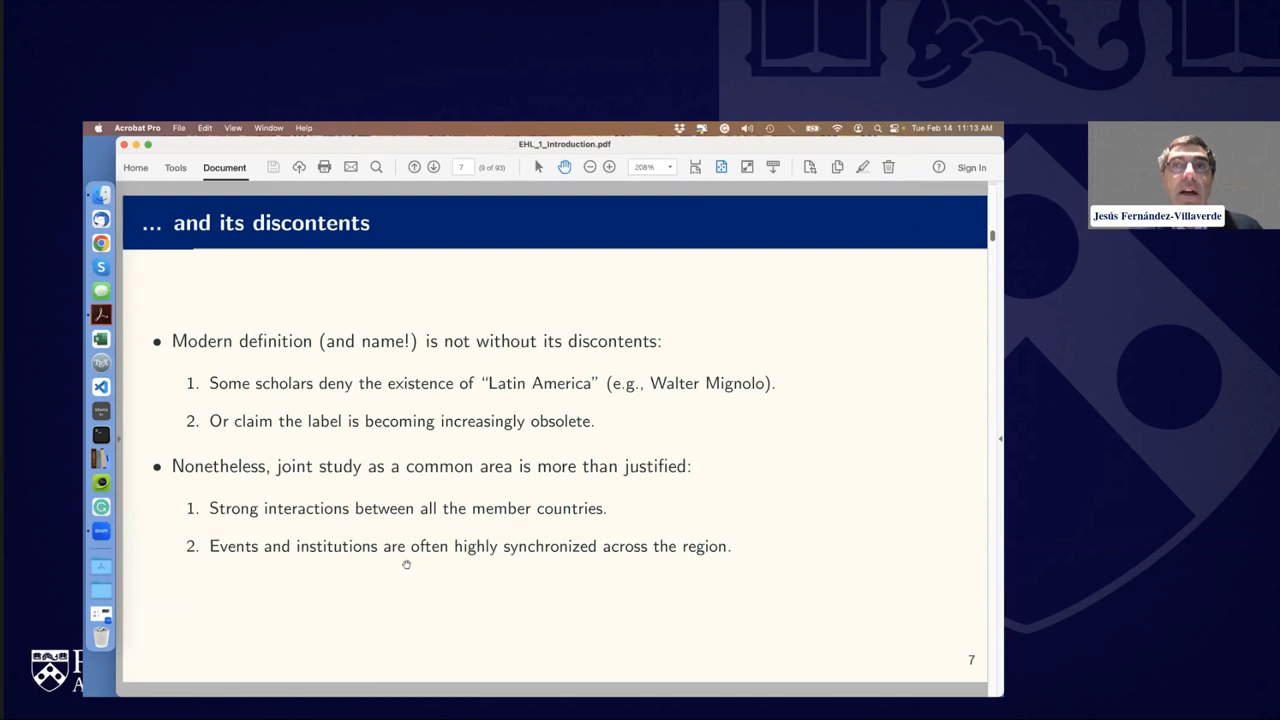 Acrobat Pro File Edit View Window Help Tue Feb 14 11:13 AM
EHL_1_Introduction.pdf
Home Tools Document 7 (9 of 93) 208% Sign In
... and its discontents
• Modern definition (and name!) is not without its discontents:
1. Some scholars deny the existence of “Latin America” (e.g., Walter Mignolo).
2. Or claim the label is becoming increasingly obsolete.
• Nonetheless, joint study as a common area is more than justified:
1. Strong interactions between all the member countries.
2. Events and institutions are often highly synchronized across the region.
7
Jesús Fernández-Villaverde
zoom